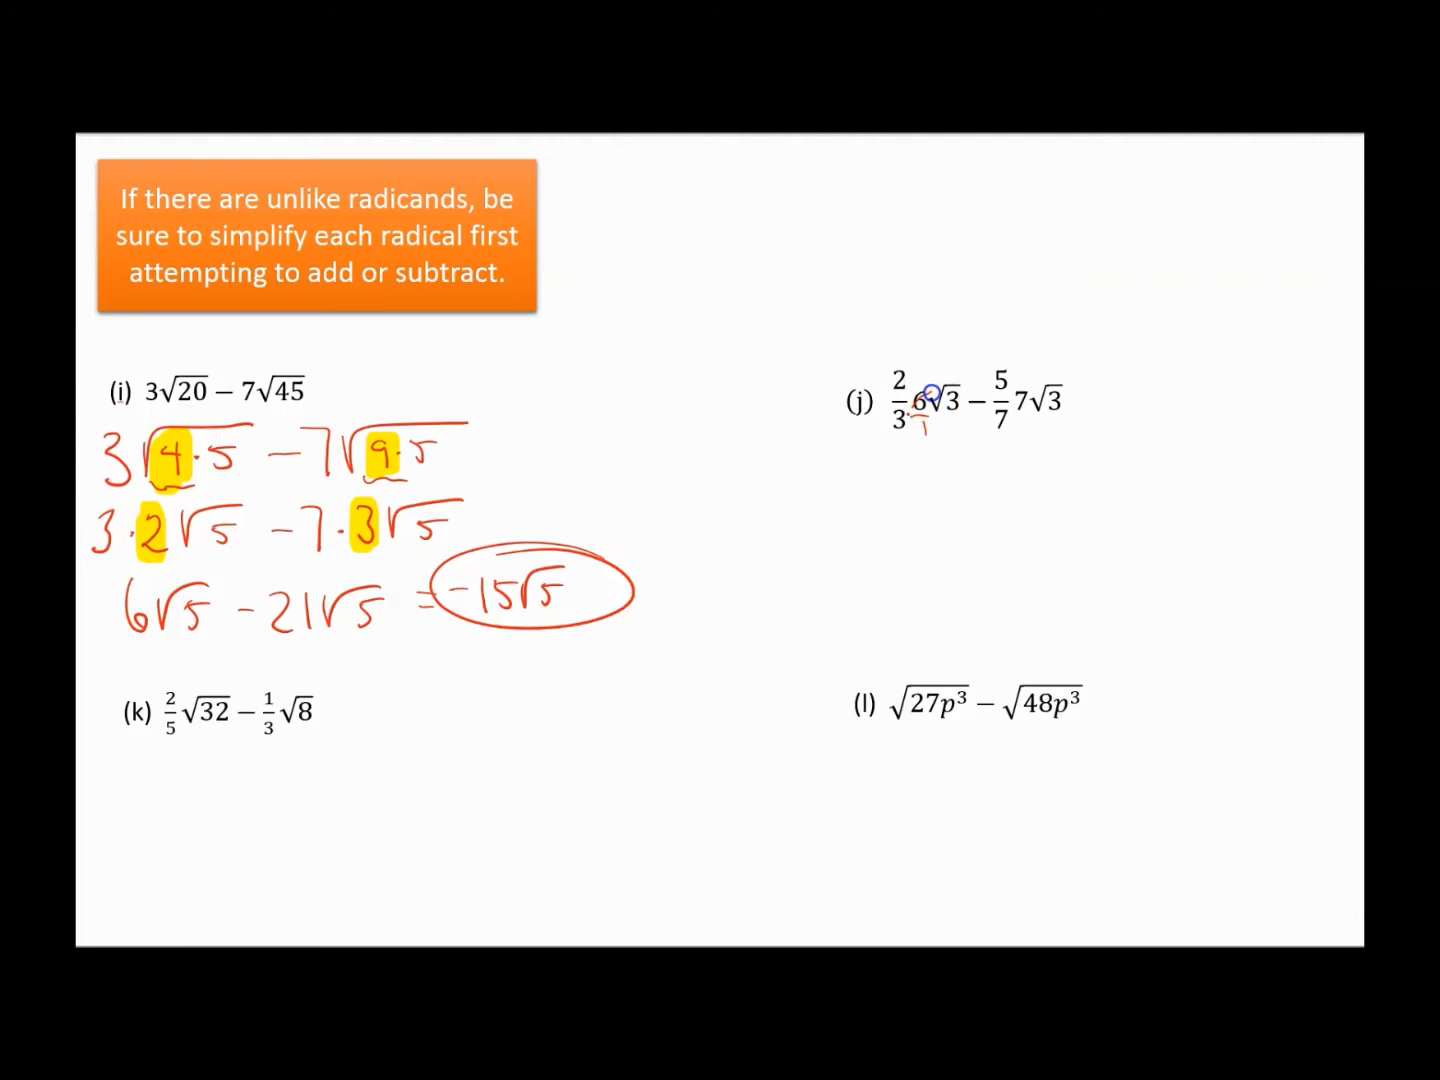 If there are unlike radicands, be
sure to simplify each radical first
attempting to add or subtract.
(i) 3√20 − 7√45
3√4·5 − 7√9·5
3·2√5 − 7·3√5
6√5 − 21√5 = −15√5
(j) 2/3 · 6/1 √3 − 5/7 7√3
(k) 2/5 √32 − 1/3 √8
(l) √27p³ − √48p³